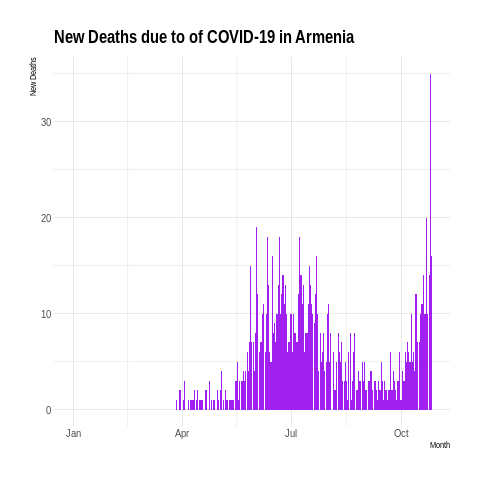 New Deaths due to of COVID-19 in Armenia
New Deaths
30
20
10
0
Jan Apr Jul Oct
Month